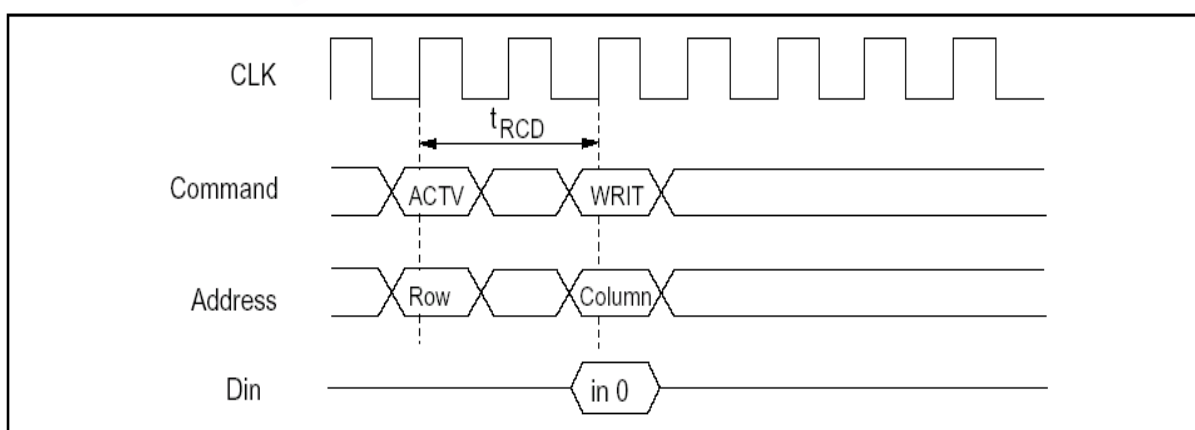 CLK
tRCD
Command
ACTV
WRIT
Address
Row
Column
Din
in 0